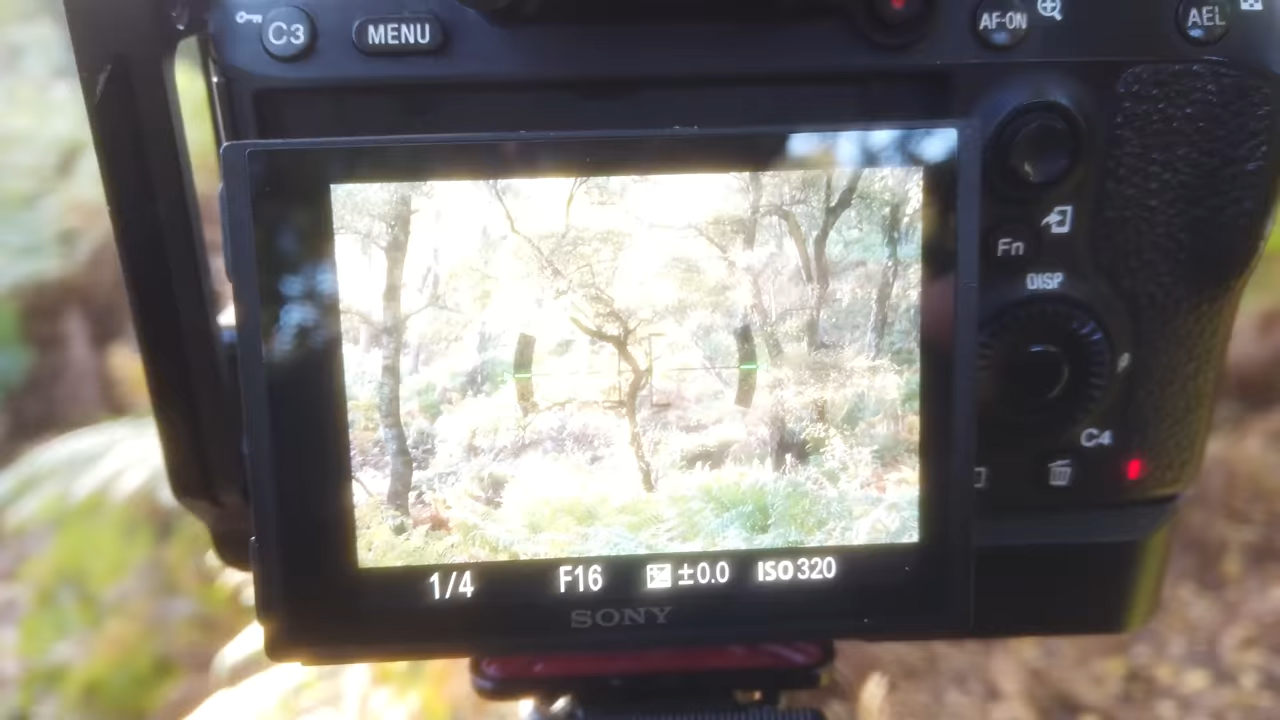 C3 MENU AF-ON AEL
Fn
DISP
C4
1/4 F16 ±0.0 ISO 320
SONY